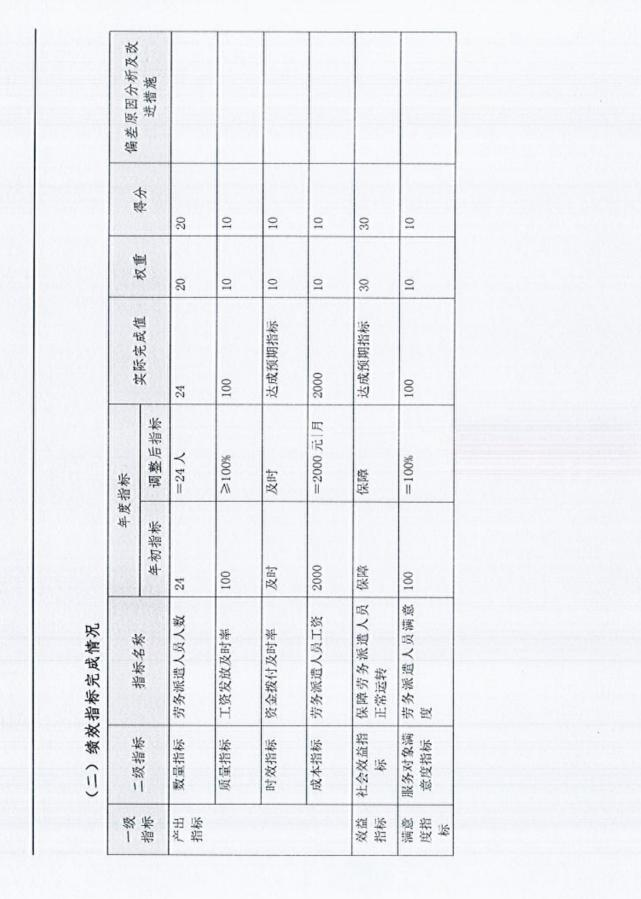 （二）绩效指标完成情况
一级指标 二级指标 指标名称 年度指标 实际完成值 权重 得分 偏差原因分析及改进措施
年初指标 调整后指标
产出指标 数量指标 劳务派遣人员人数 24 =24 人 24 20 20
质量指标 工资发放及时率 100 ≥100% 100 10 10
时效指标 资金拨付及时率 及时 及时 达成预期指标 10 10
成本指标 劳务派遣人员工资 2000 =2000 元|月 2000 10 10
效益指标 社会效益指标 保障劳务派遣人员正常运转 保障 保障 达成预期指标 30 30
满意度指标 服务对象满意度指标 劳务派遣人员满意度 100 =100% 100 10 10